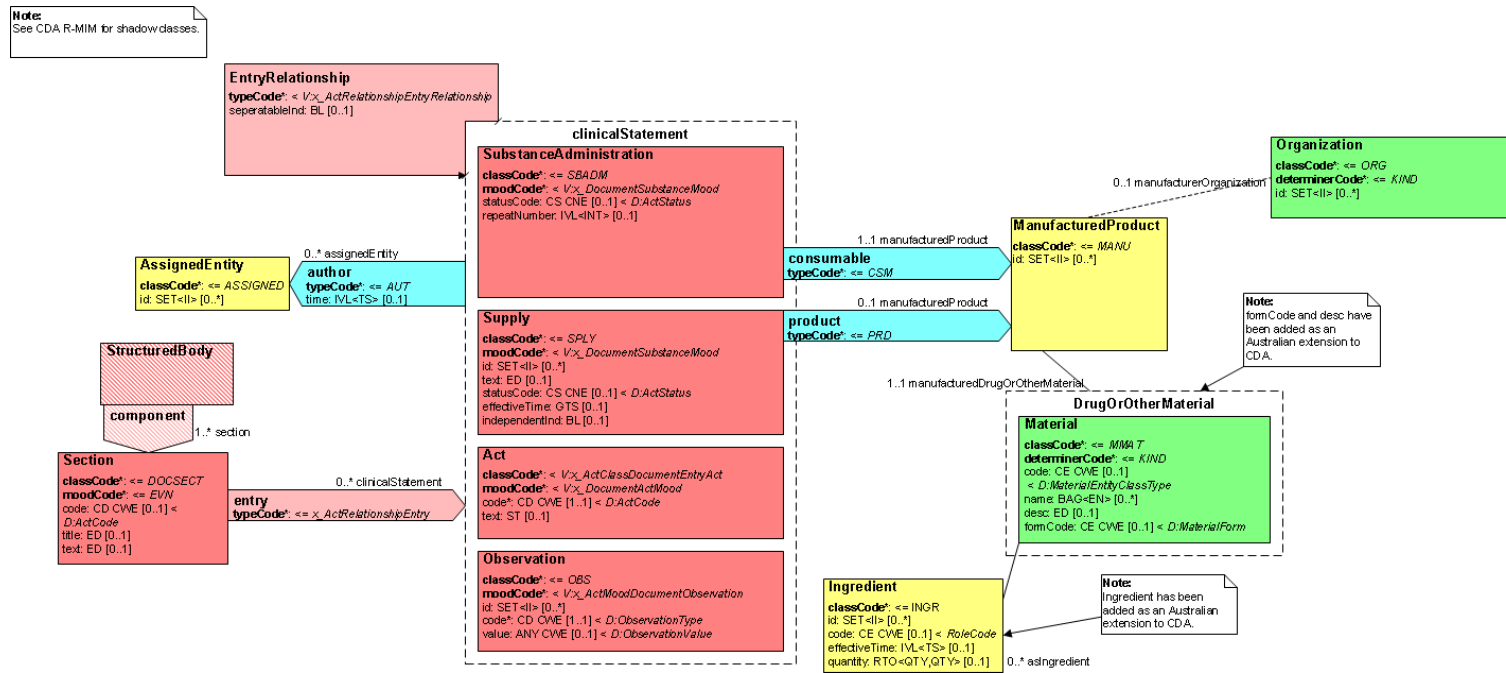 Note:
See CDA R-MIM for shadow classes.
EntryRelationship
typeCode*: < V:x_ActRelationshipEntryRelationship
seperatableInd: BL [0..1]
clinicalStatement
SubstanceAdministration
classCode*: <= SBADM
moodCode*: < V:x_DocumentSubstanceMood
statusCode: CS CNE [0..1] < D:ActStatus
repeatNumber: IVL<INT> [0..1]
Organization
classCode*: <= ORG
determinerCode*: <= KIND
id: SET<II> [0..*]
0..1 manufacturerOrganization
ManufacturedProduct
classCode*: <= MANU
id: SET<II> [0..*]
1..1 manufacturedProduct
consumable
typeCode*: <= CSM
0..* assignedEntity
author
typeCode*: <= AUT
time: IVL<TS> [0..1]
AssignedEntity
classCode*: <= ASSIGNED
id: SET<II> [0..*]
0..1 manufacturedProduct
product
typeCode*: <= PRD
Supply
classCode*: <= SPLY
moodCode*: < V:x_DocumentSubstanceMood
id: SET<II> [0..*]
text: ED [0..1]
statusCode: CS CNE [0..1] < D:ActStatus
effectiveTime: GTS [0..1]
independentInd: BL [0..1]
Note:
formCode and desc have
been added as an
Australian extension to
CDA.
StructuredBody
component
1..* section
1..1 manufacturedDrugOrOtherMaterial
DrugOrOtherMaterial
Material
classCode*: <= MMAT
determinerCode*: <= KIND
code: CE CWE [0..1]
< D:MaterialEntityClassType
name: BAG<EN> [0..*]
desc: ED [0..1]
formCode: CE CWE [0..1] < D:MaterialForm
Section
classCode*: <= DOCSECT
moodCode*: <= EVN
code: CD CWE [0..1] <
D:ActCode
title: ED [0..1]
text: ED [0..1]
0..* clinicalStatement
entry
typeCode*: <= x_ActRelationshipEntry
Act
classCode*: < V:x_ActClassDocumentEntryAct
moodCode*: < V:x_DocumentActMood
code*: CD CWE [1..1] < D:ActCode
text: ST [0..1]
Observation
classCode*: <= OBS
moodCode*: < V:x_ActMoodDocumentObservation
id: SET<II> [0..*]
code*: CD CWE [1..1] < D:ObservationType
value: ANY CWE [0..1] < D:ObservationValue
Ingredient
classCode*: <= INGR
id: SET<II> [0..*]
code: CE CWE [0..1] < RoleCode
effectiveTime: IVL<TS> [0..1]
quantity: RTO<QTY,QTY> [0..1]
0..* asIngredient
Note:
Ingredient has been
added as an Australian
extension to CDA.